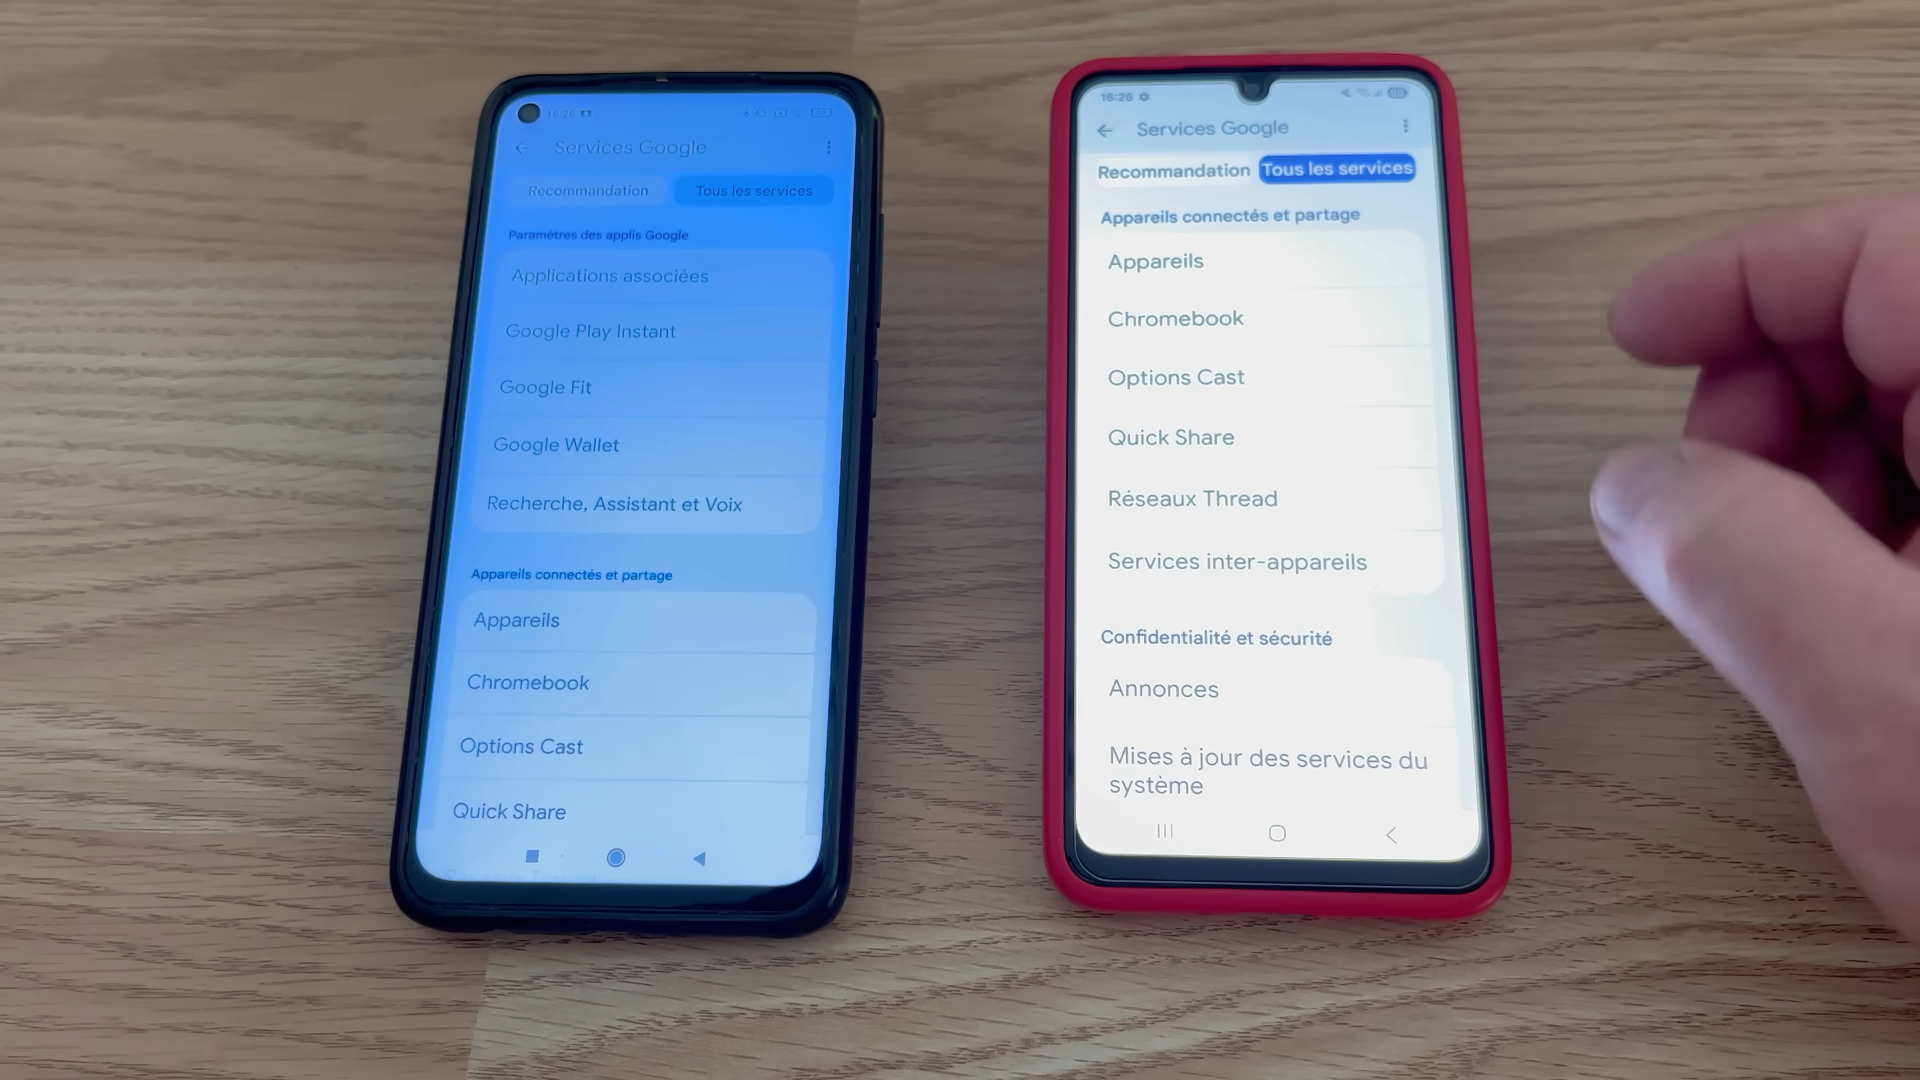 16:26
Services Google
Recommandation
Tous les services
Paramètres des applis Google
Applications associées
Google Play Instant
Google Fit
Google Wallet
Recherche, Assistant et Voix
Appareils connectés et partage
Appareils
Chromebook
Options Cast
Quick Share
16:26
Services Google
Recommandation
Tous les services
Appareils connectés et partage
Appareils
Chromebook
Options Cast
Quick Share
Réseaux Thread
Services inter-appareils
Confidentialité et sécurité
Annonces
Mises à jour des services du
système